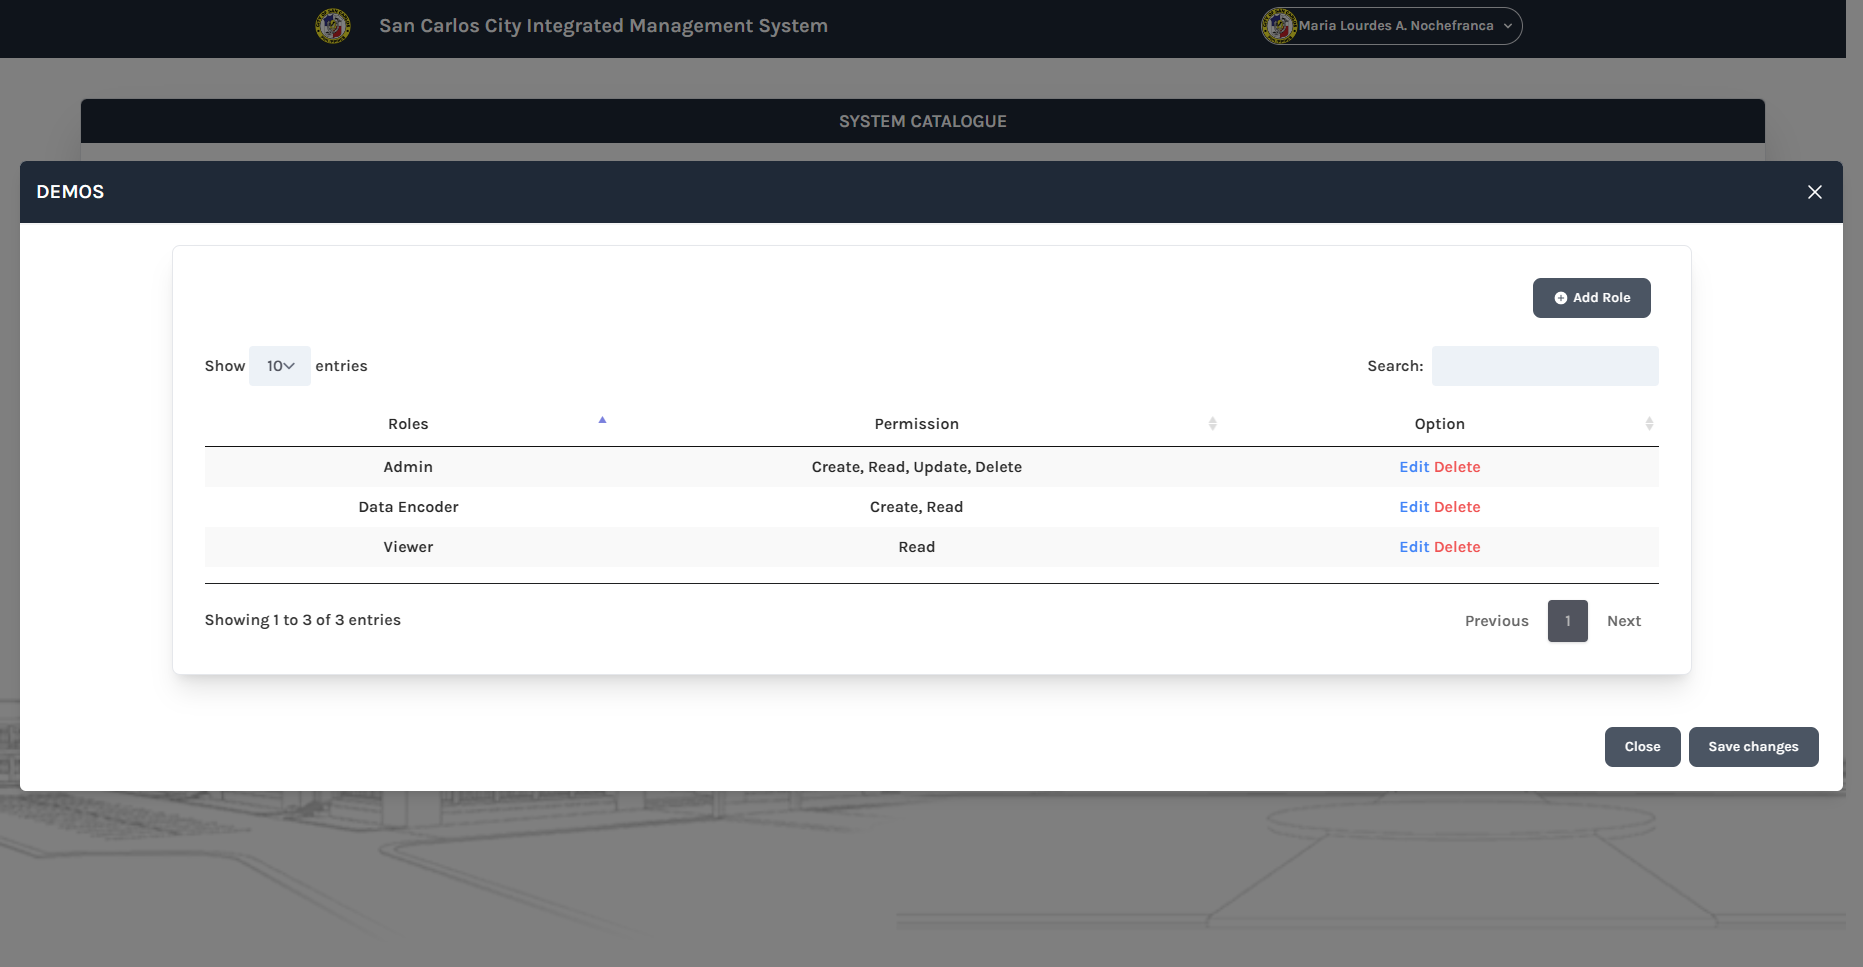 San Carlos City Integrated Management System
Maria Lourdes A. Nochefranca
SYSTEM CATALOGUE
DEMOS
Add Role
Show 10 entries
Search:
Roles Permission Option
Admin Create, Read, Update, Delete Edit Delete
Data Encoder Create, Read Edit Delete
Viewer Read Edit Delete
Showing 1 to 3 of 3 entries
Previous 1 Next
Close Save changes